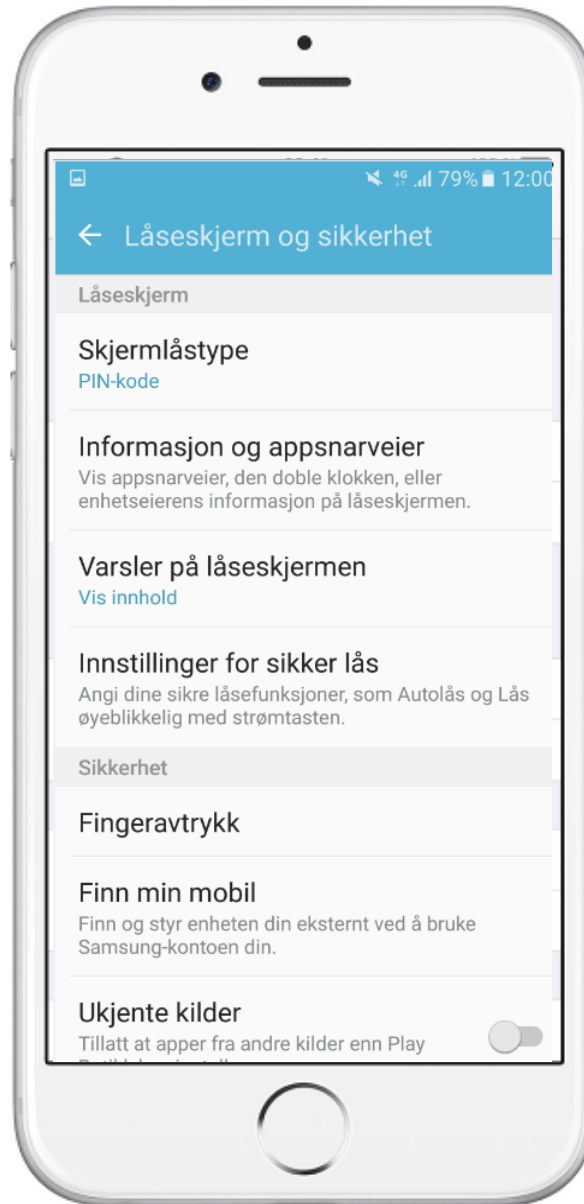 4G 79% 12:00
Låseskjerm og sikkerhet
Låseskjerm
Skjermlåstype
PIN-kode
Informasjon og appsnarveier
Vis appsnarveier, den doble klokken, eller
enhetseierens informasjon på låseskjermen.
Varsler på låseskjermen
Vis innhold
Innstillinger for sikker lås
Angi dine sikre låsefunksjoner, som Autolås og Lås
øyeblikkelig med strømtasten.
Sikkerhet
Fingeravtrykk
Finn min mobil
Finn og styr enheten din eksternt ved å bruke
Samsung-kontoen din.
Ukjente kilder
Tillatt at apper fra andre kilder enn Play